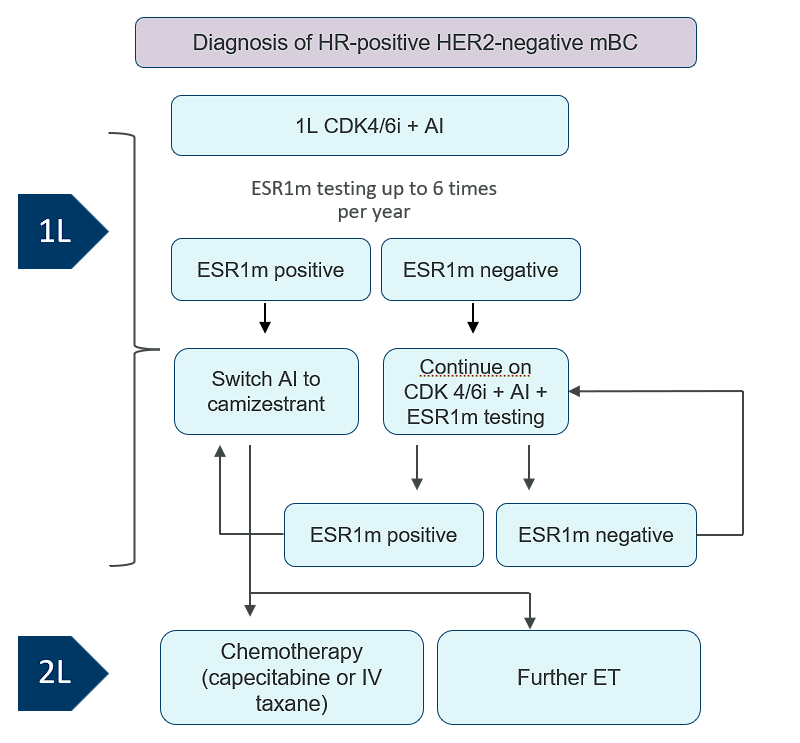 Diagnosis of HR-positive HER2-negative mBC
1L CDK4/6i + AI
ESR1m testing up to 6 times
per year
1L
ESR1m positive
ESR1m negative
Switch AI to
camizestrant
Continue on
CDK 4/6i + AI +
ESR1m testing
ESR1m positive
ESR1m negative
2L
Chemotherapy
(capecitabine or IV
taxane)
Further ET